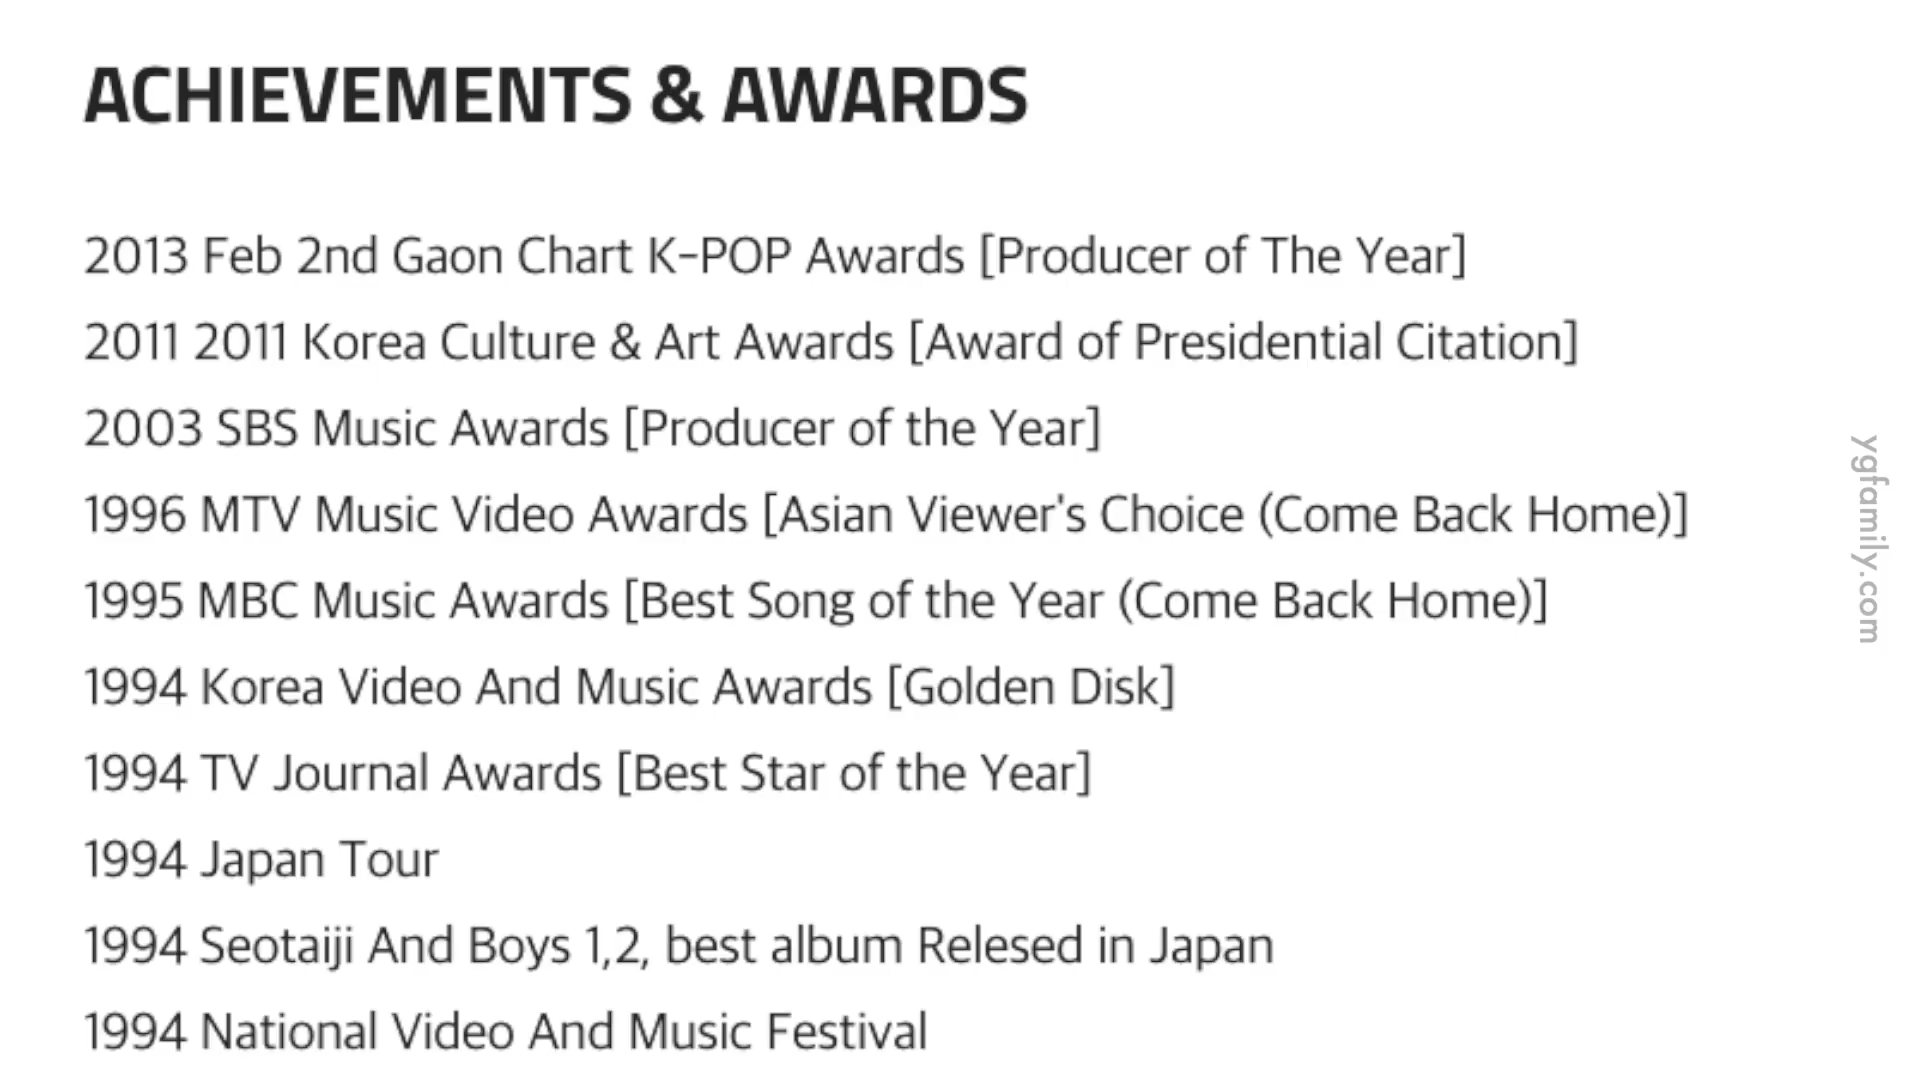 ACHIEVEMENTS & AWARDS
2013 Feb 2nd Gaon Chart K-POP Awards [Producer of The Year]
2011 2011 Korea Culture & Art Awards [Award of Presidential Citation]
2003 SBS Music Awards [Producer of the Year]
1996 MTV Music Video Awards [Asian Viewer's Choice (Come Back Home)]
1995 MBC Music Awards [Best Song of the Year (Come Back Home)]
1994 Korea Video And Music Awards [Golden Disk]
1994 TV Journal Awards [Best Star of the Year]
1994 Japan Tour
1994 Seotaiji And Boys 1,2, best album Relesed in Japan
1994 National Video And Music Festival
ygfamily.com